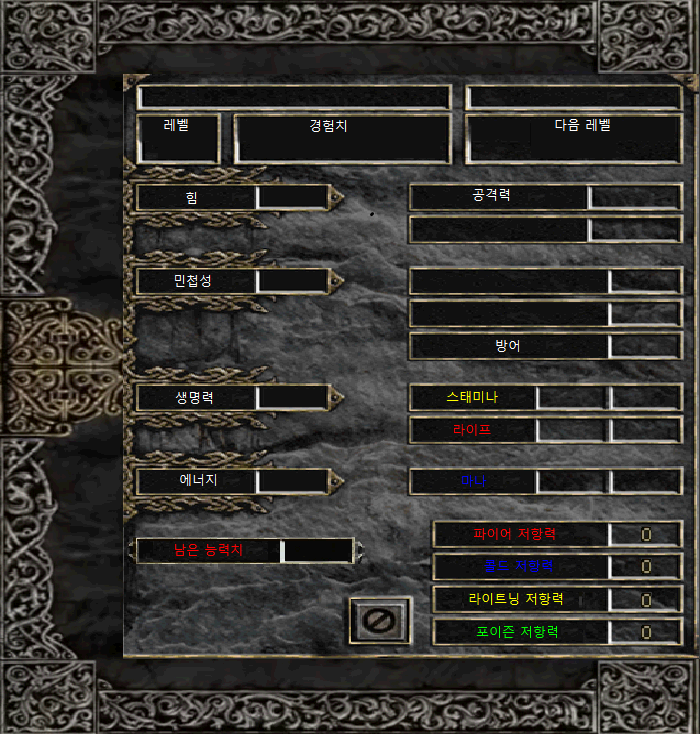 레벨
경험치
다음 레벨
힘
공격력
민첩성
방어
생명력
스태미나
라이프
에너지
마나
남은 능력치
파이어 저항력 0
콜드 저항력 0
라이트닝 저항력 0
포이즌 저항력 0